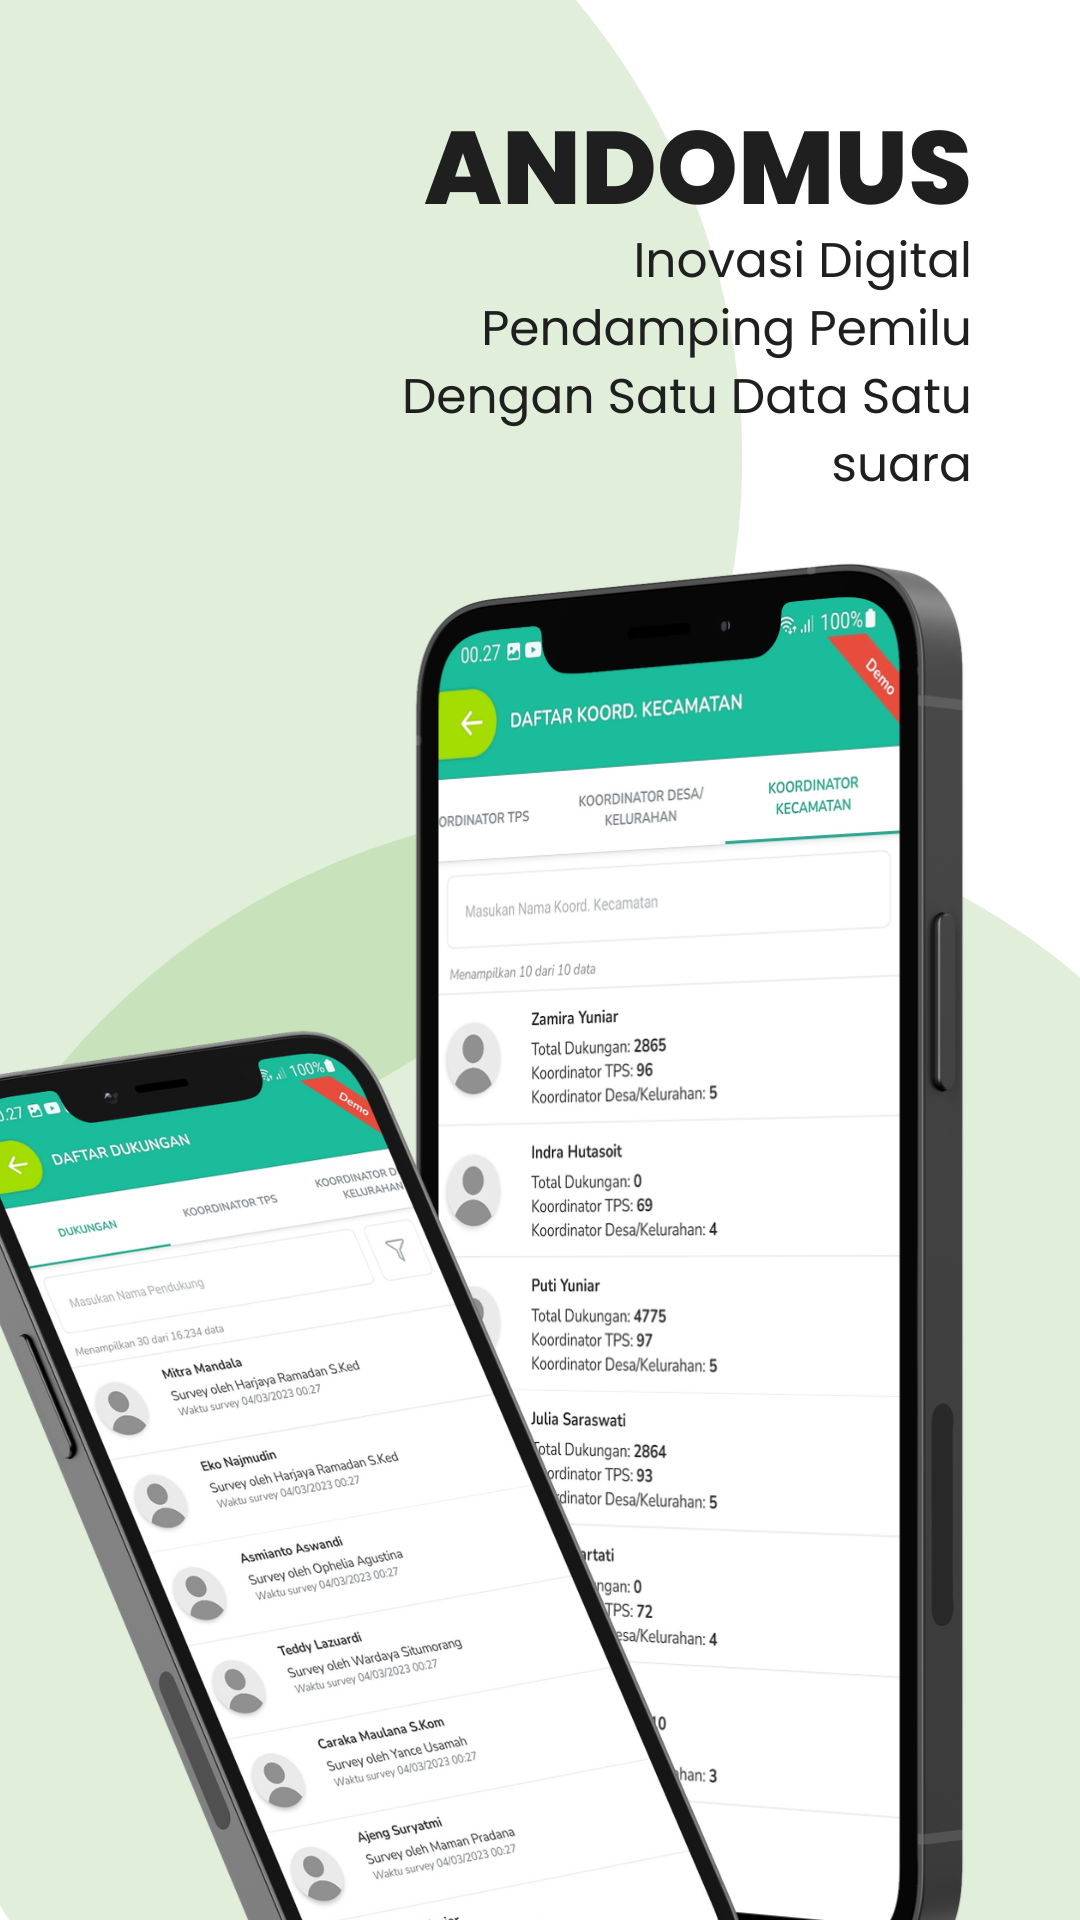 ANDOMUS
Inovasi Digital
Pendamping Pemilu
Dengan Satu Data Satu
suara
00.27
100%
Demo
DAFTAR KOORD. KECAMATAN
ORDINATOR TPS
KOORDINATOR DESA/
KELURAHAN
KOORDINATOR
KECAMATAN
Masukan Nama Koord. Kecamatan
Menampilkan 10 dari 10 data
Zamira Yuniar
Total Dukungan: 2865
Koordinator TPS: 96
Koordinator Desa/Kelurahan: 5
Indra Hutasoit
Total Dukungan: 0
Koordinator TPS: 69
Koordinator Desa/Kelurahan: 4
Puti Yuniar
Total Dukungan: 4775
Koordinator TPS: 97
Koordinator Desa/Kelurahan: 5
Julia Saraswati
Total Dukungan: 2864
ordinator TPS: 93
dinator Desa/Kelurahan: 5
artati
ngan: 0
TPS: 72
esa/Kelurahan: 4
10
han: 3
.27
100%
Demo
DAFTAR DUKUNGAN
DUKUNGAN
KOORDINATOR TPS
KOORDINATOR D
KELURAHAN
Masukan Nama Pendukung
Menampilkan 30 dari 16.234 data
Mitra Mandala
Survey oleh Harjaya Ramadan S.Ked
Waktu survey 04/03/2023 00:27
Eko Najmudin
Survey oleh Harjaya Ramadan S.Ked
Waktu survey 04/03/2023 00:27
Asmianto Aswandi
Survey oleh Ophelia Agustina
Waktu survey 04/03/2023 00:27
Teddy Lazuardi
Survey oleh Wardaya Situmorang
Waktu survey 04/03/2023 00:27
Caraka Maulana S.Kom
Survey oleh Yance Usamah
Waktu survey 04/03/2023 00:27
Ajeng Suryatmi
Survey oleh Maman Pradana
Waktu survey 04/03/2023 00:27